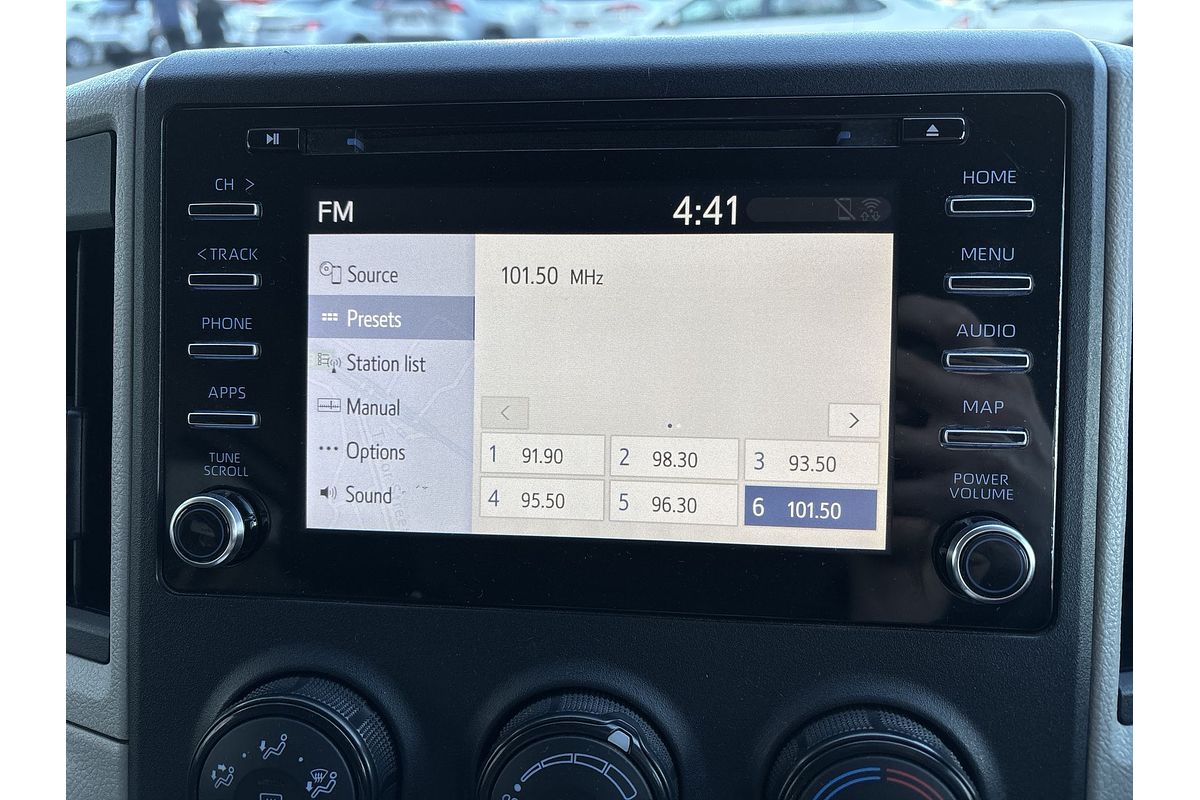 CH >
<TRACK
PHONE
APPS
TUNE
SCROLL
FM 4:41
Source
Presets
Station list
Manual
Options
Sound
101.50 MHz
< >
1 91.90 2 98.30 3 93.50
4 95.50 5 96.30 6 101.50
HOME
MENU
AUDIO
MAP
POWER
VOLUME